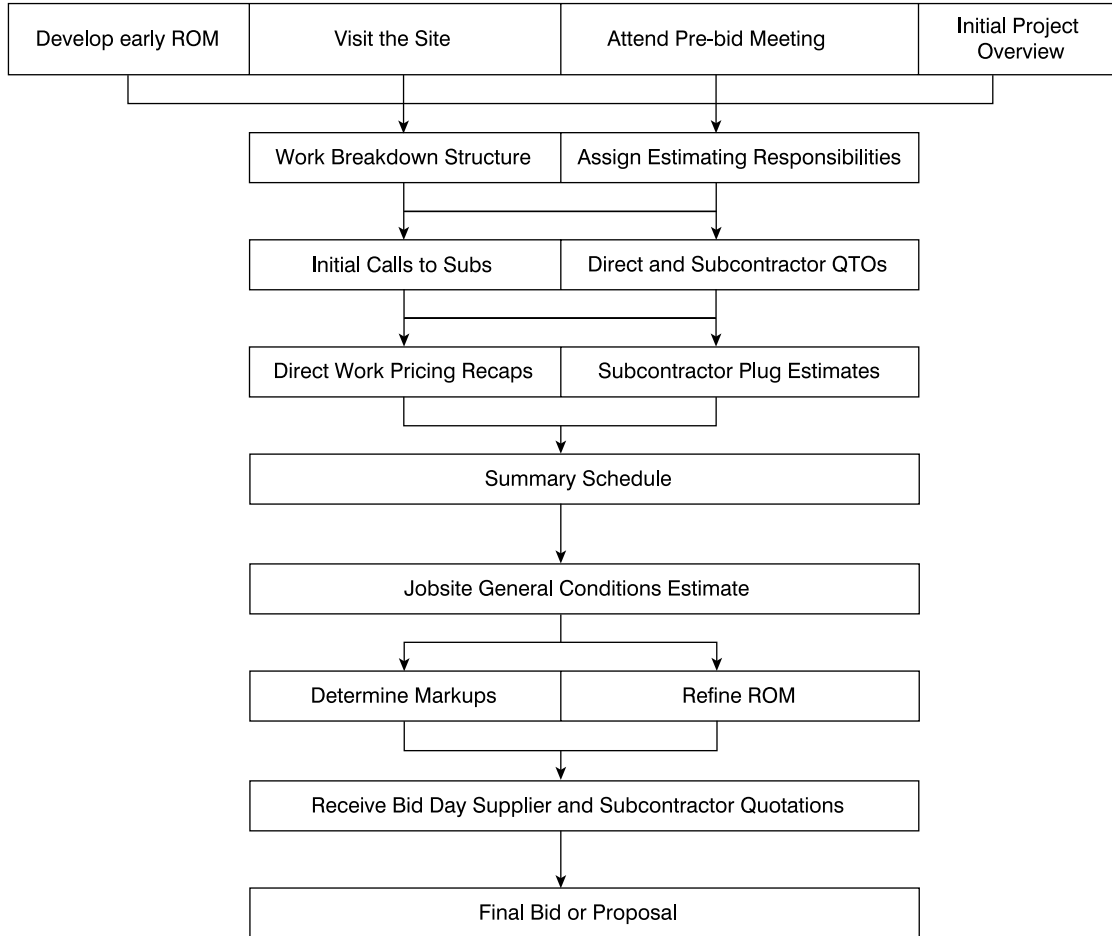 Develop early ROM
Visit the Site
Attend Pre-bid Meeting
Initial Project
Overview
Work Breakdown Structure
Assign Estimating Responsibilities
Initial Calls to Subs
Direct and Subcontractor QTOs
Direct Work Pricing Recaps
Subcontractor Plug Estimates
Summary Schedule
Jobsite General Conditions Estimate
Determine Markups
Refine ROM
Receive Bid Day Supplier and Subcontractor Quotations
Final Bid or Proposal